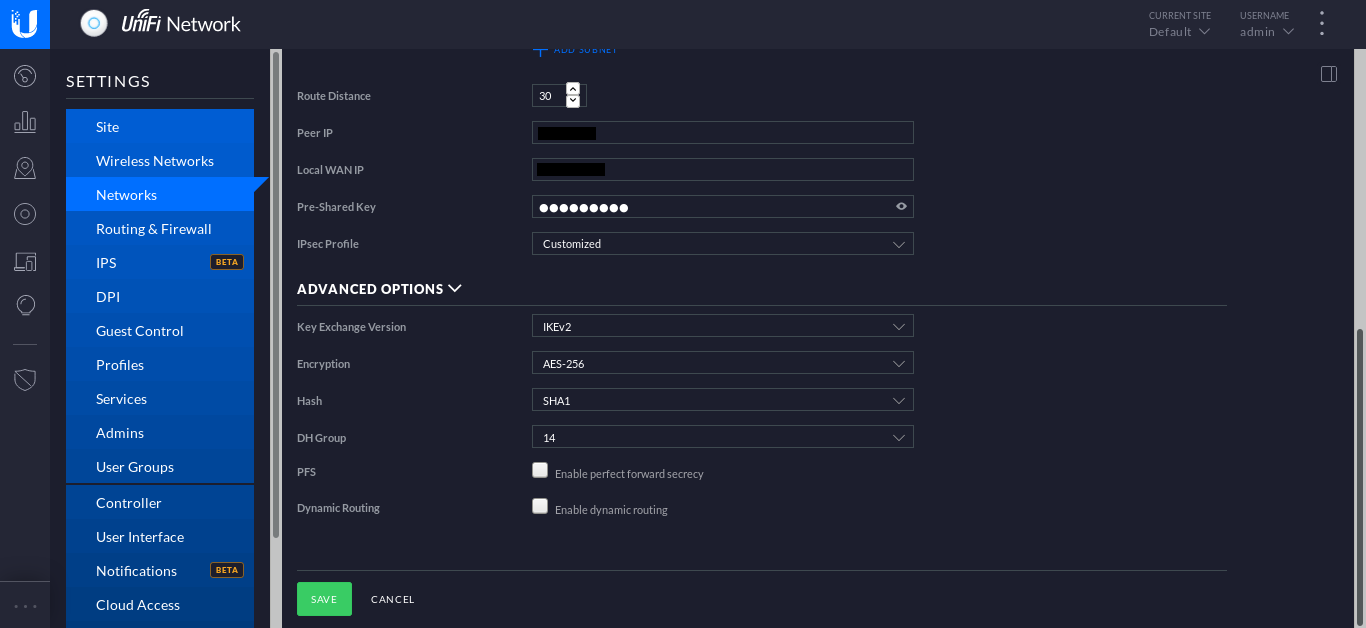 UniFi Network
CURRENT SITE
Default
USERNAME
admin
SETTINGS
Site
Wireless Networks
Networks
Routing & Firewall
IPS BETA
DPI
Guest Control
Profiles
Services
Admins
User Groups
Controller
User Interface
Notifications BETA
Cloud Access
ADD SUBNET
Route Distance 30
Peer IP
Local WAN IP
Pre-Shared Key ●●●●●●●●●
IPsec Profile Customized
ADVANCED OPTIONS
Key Exchange Version IKEv2
Encryption AES-256
Hash SHA1
DH Group 14
PFS Enable perfect forward secrecy
Dynamic Routing Enable dynamic routing
SAVE CANCEL